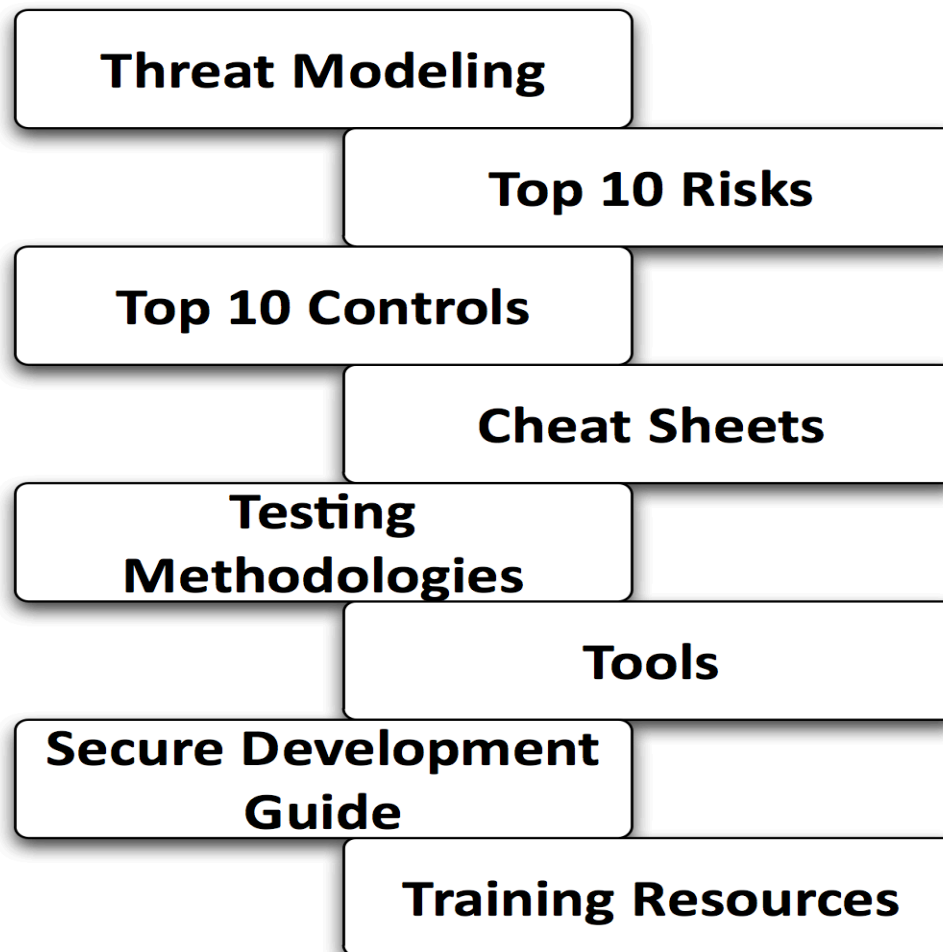 Threat Modeling
Top 10 Risks
Top 10 Controls
Cheat Sheets
Testing
Methodologies
Tools
Secure Development
Guide
Training Resources